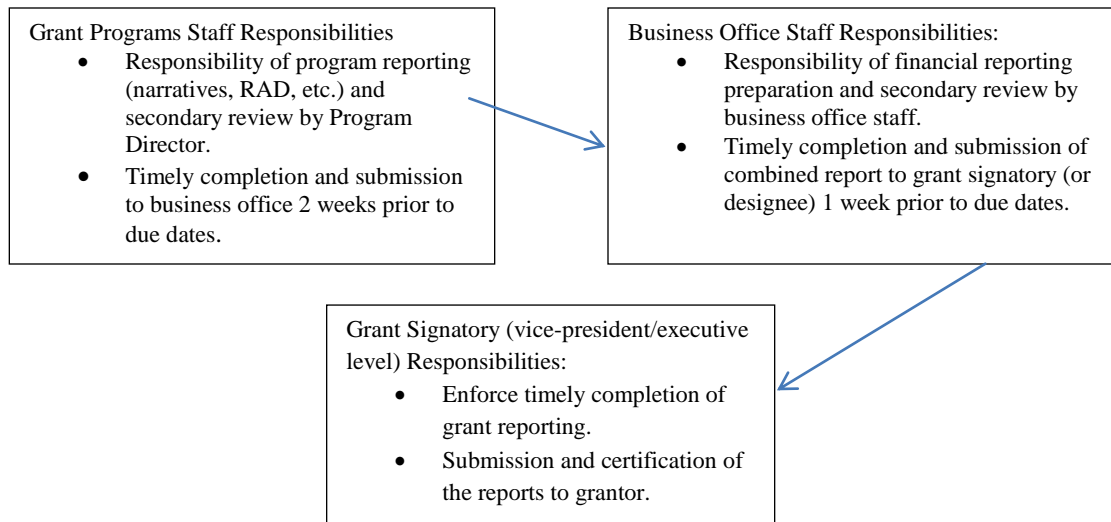 Grant Programs Staff Responsibilities
• Responsibility of program reporting
(narratives, RAD, etc.) and
secondary review by Program
Director.
• Timely completion and submission
to business office 2 weeks prior to
due dates.
Business Office Staff Responsibilities:
• Responsibility of financial reporting
preparation and secondary review by
business office staff.
• Timely completion and submission of
combined report to grant signatory (or
designee) 1 week prior to due dates.
Grant Signatory (vice-president/executive
level) Responsibilities:
• Enforce timely completion of
grant reporting.
• Submission and certification of
the reports to grantor.